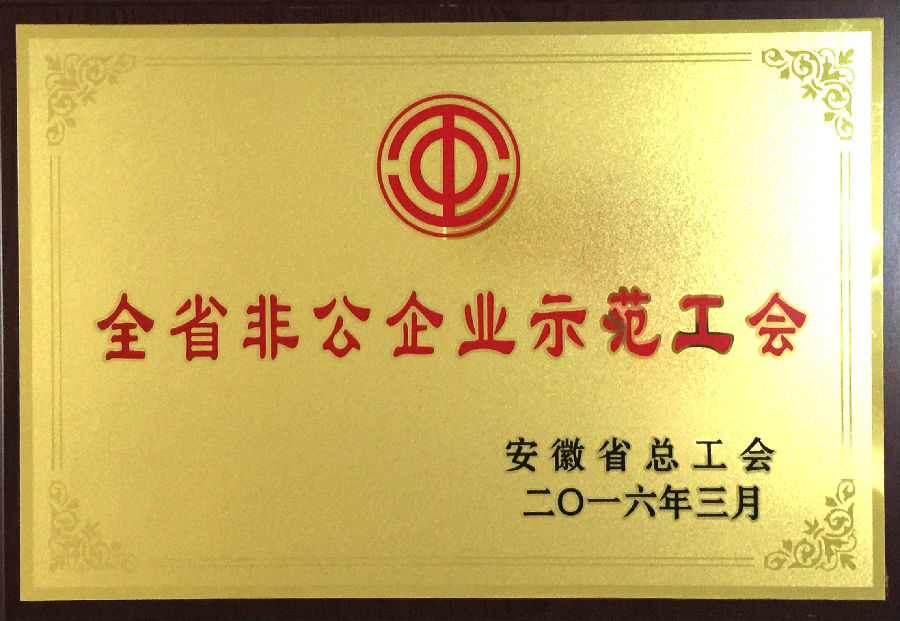 全省非公企业示范工会
安徽省总工会
二〇一六年三月